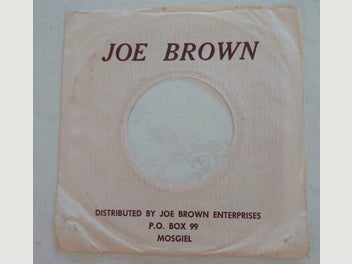 JOE BROWN
DISTRIBUTED BY JOE BROWN ENTERPRISES
P.O. BOX 99
MOSGIEL